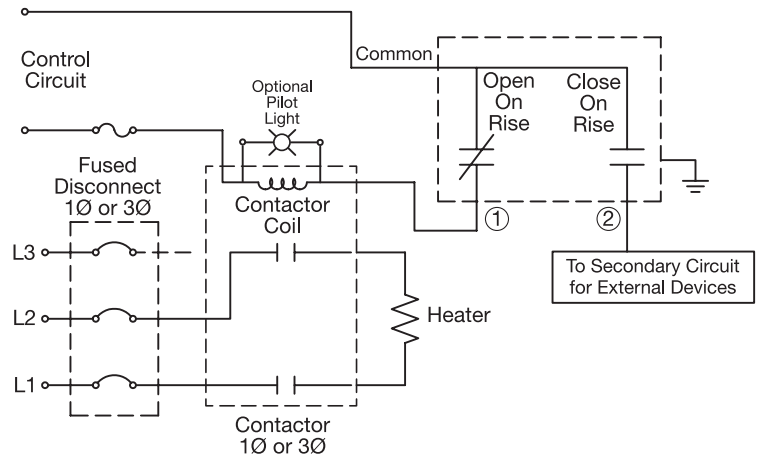 Control
Circuit
Common
Open
On
Rise
Close
On
Rise
Optional
Pilot
Light
Fused
Disconnect
1Ø or 3Ø
Contactor
Coil
①
②
To Secondary Circuit
for External Devices
L3
L2
L1
Heater
Contactor
1Ø or 3Ø